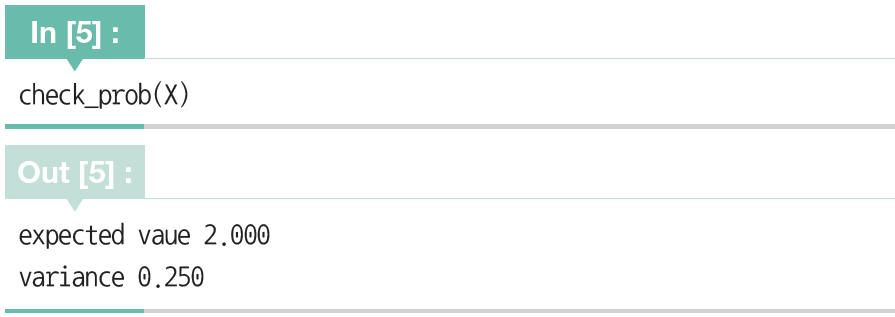 In [5] :
check_prob(X)
Out [5] :
expected vaue 2.000
variance 0.250